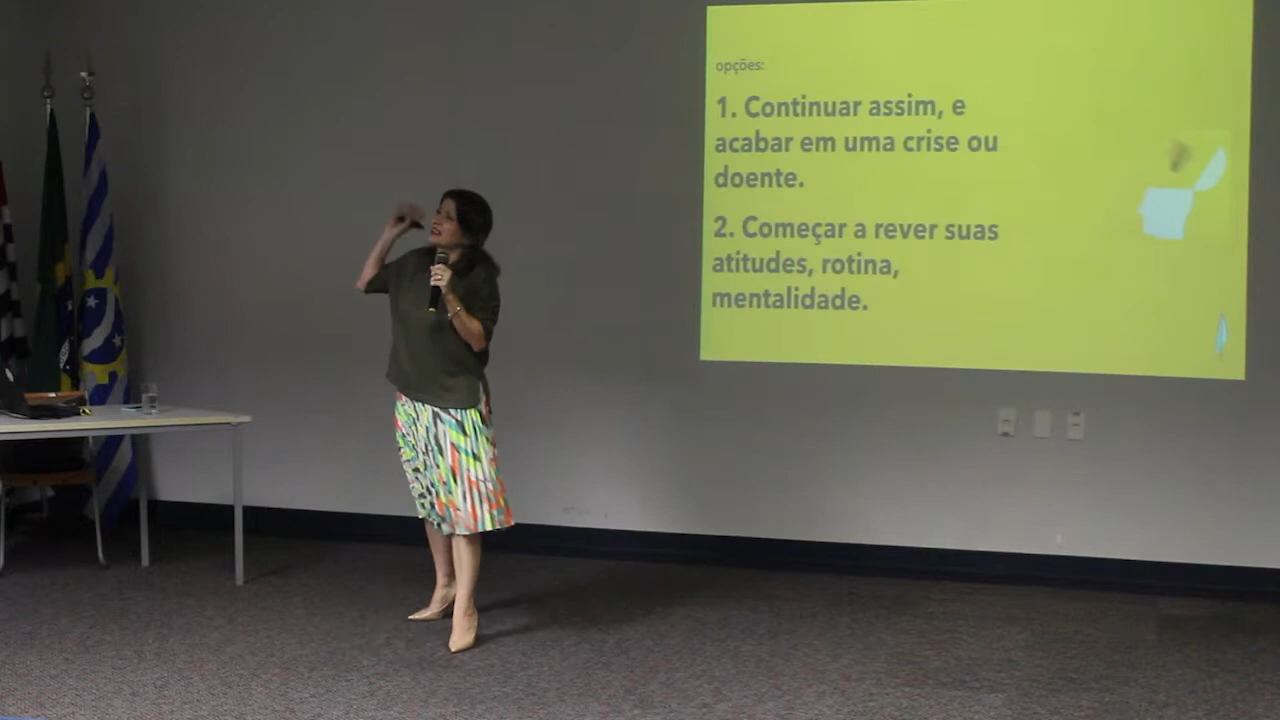 opções:
1. Continuar assim, e
acabar em uma crise ou
doente.
2. Começar a rever suas
atitudes, rotina,
mentalidade.